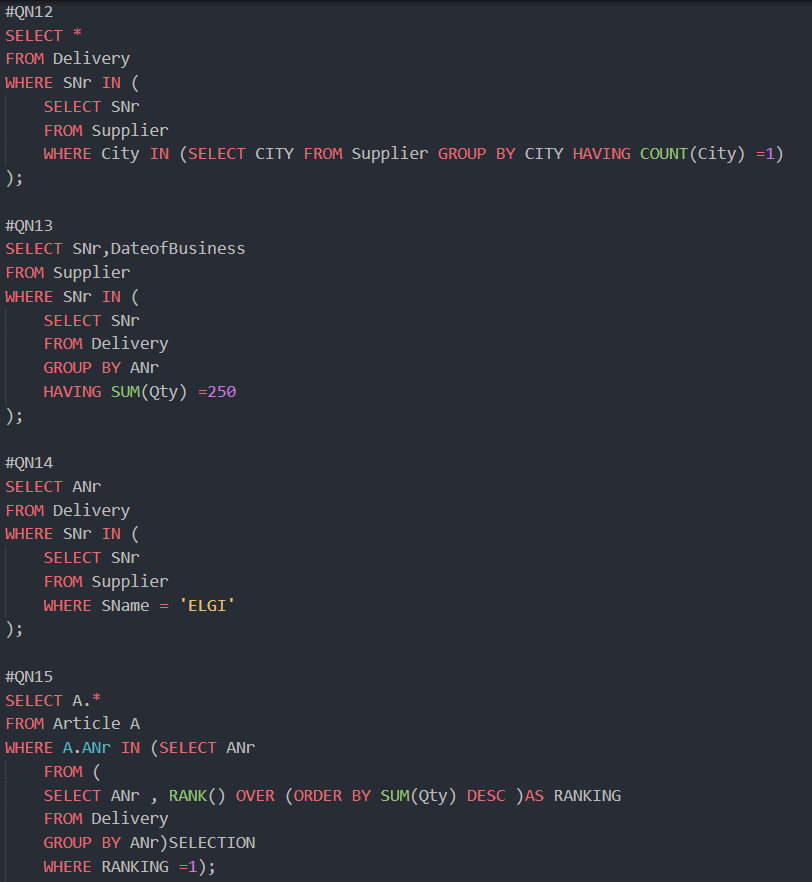 #QN12
SELECT *
FROM Delivery
WHERE SNr IN (
    SELECT SNr
    FROM Supplier
    WHERE City IN (SELECT CITY FROM Supplier GROUP BY CITY HAVING COUNT(City) =1)
);

#QN13
SELECT SNr,DateofBusiness
FROM Supplier
WHERE SNr IN (
    SELECT SNr
    FROM Delivery
    GROUP BY ANr
    HAVING SUM(Qty) =250
);

#QN14
SELECT ANr
FROM Delivery
WHERE SNr IN (
    SELECT SNr
    FROM Supplier
    WHERE SName = 'ELGI'
);

#QN15
SELECT A.*
FROM Article A
WHERE A.ANr IN (SELECT ANr
    FROM (
    SELECT ANr , RANK() OVER (ORDER BY SUM(Qty) DESC )AS RANKING
    FROM Delivery
    GROUP BY ANr)SELECTION
    WHERE RANKING =1);